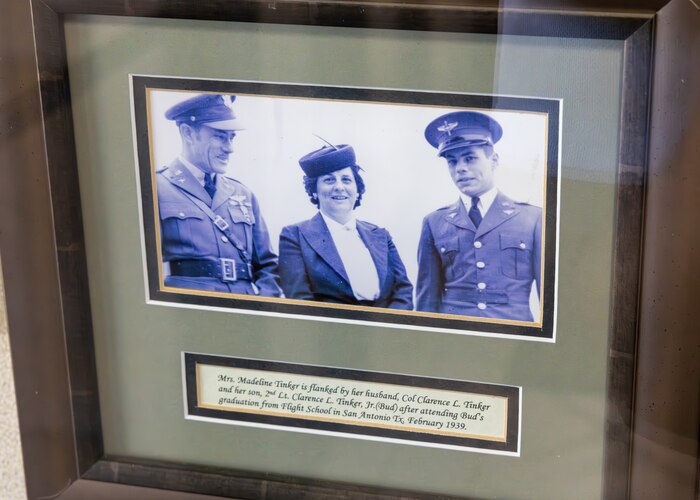 Mrs. Madeline Tinker is flanked by her husband, Col Clarence L. Tinker
and her son, 2nd Lt. Clarence L. Tinker, Jr.(Bud) after attending Bud's
graduation from Flight School in San Antonio Tx, February 1939.